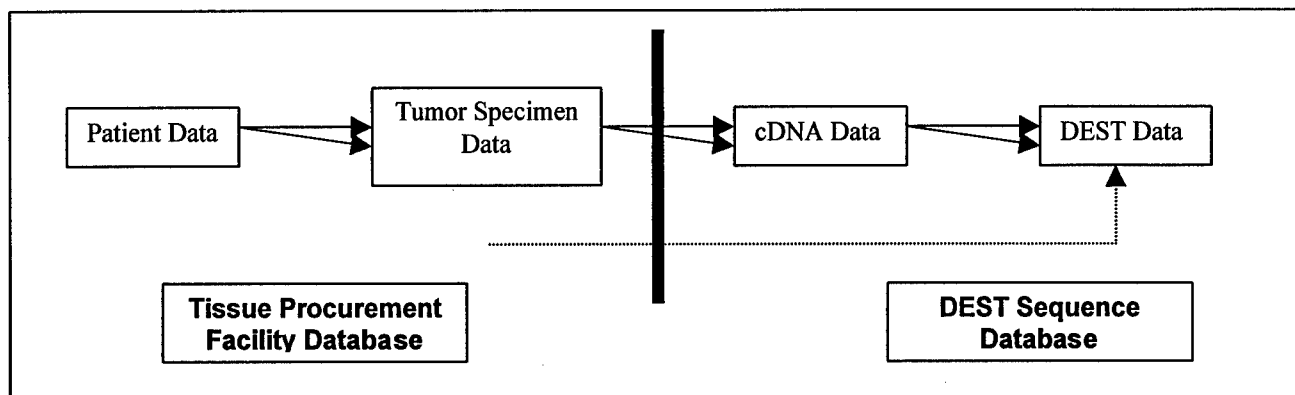 Patient Data
Tumor Specimen
Data
cDNA Data
DEST Data
Tissue Procurement
Facility Database
DEST Sequence
Database